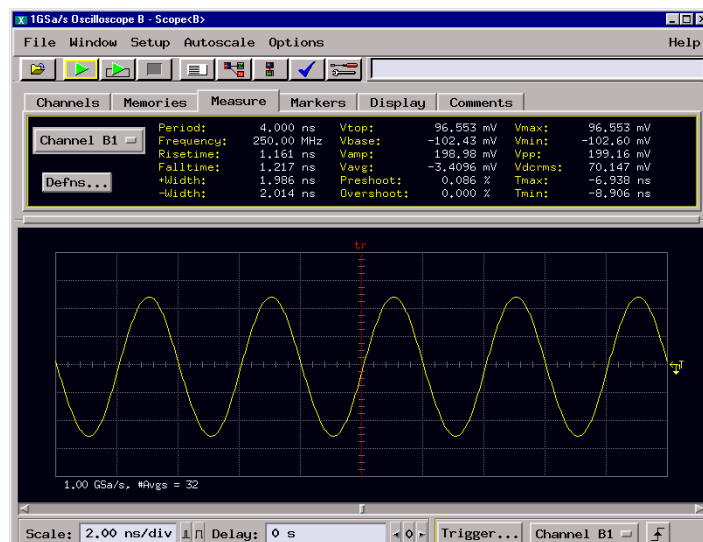 1GSa/s Oscilloscope B - Scope<B>
File Window Setup Autoscale Options Help
Channels Memories Measure Markers Display Comments
Channel B1
Defns...
Period: 4.000 ns Vtop: 96.553 mV Vmax: 96.553 mV
Frequency: 250.00 MHz Vbase: -102.43 mV Vmin: -102.60 mV
Risetime: 1.161 ns Vamp: 198.98 mV Vpp: 199.16 mV
Falltime: 1.217 ns Vavg: -3.4096 mV Vdcrms: 70.147 mV
+Width: 1.986 ns Preshoot: 0.086 % Tmax: -6.938 ns
-Width: 2.014 ns Overshoot: 0.000 % Tmin: -8.906 ns
tr
1.00 GSa/s, #Avgs = 32
Scale: 2.00 ns/div Delay: 0 s 0 Trigger... Channel B1